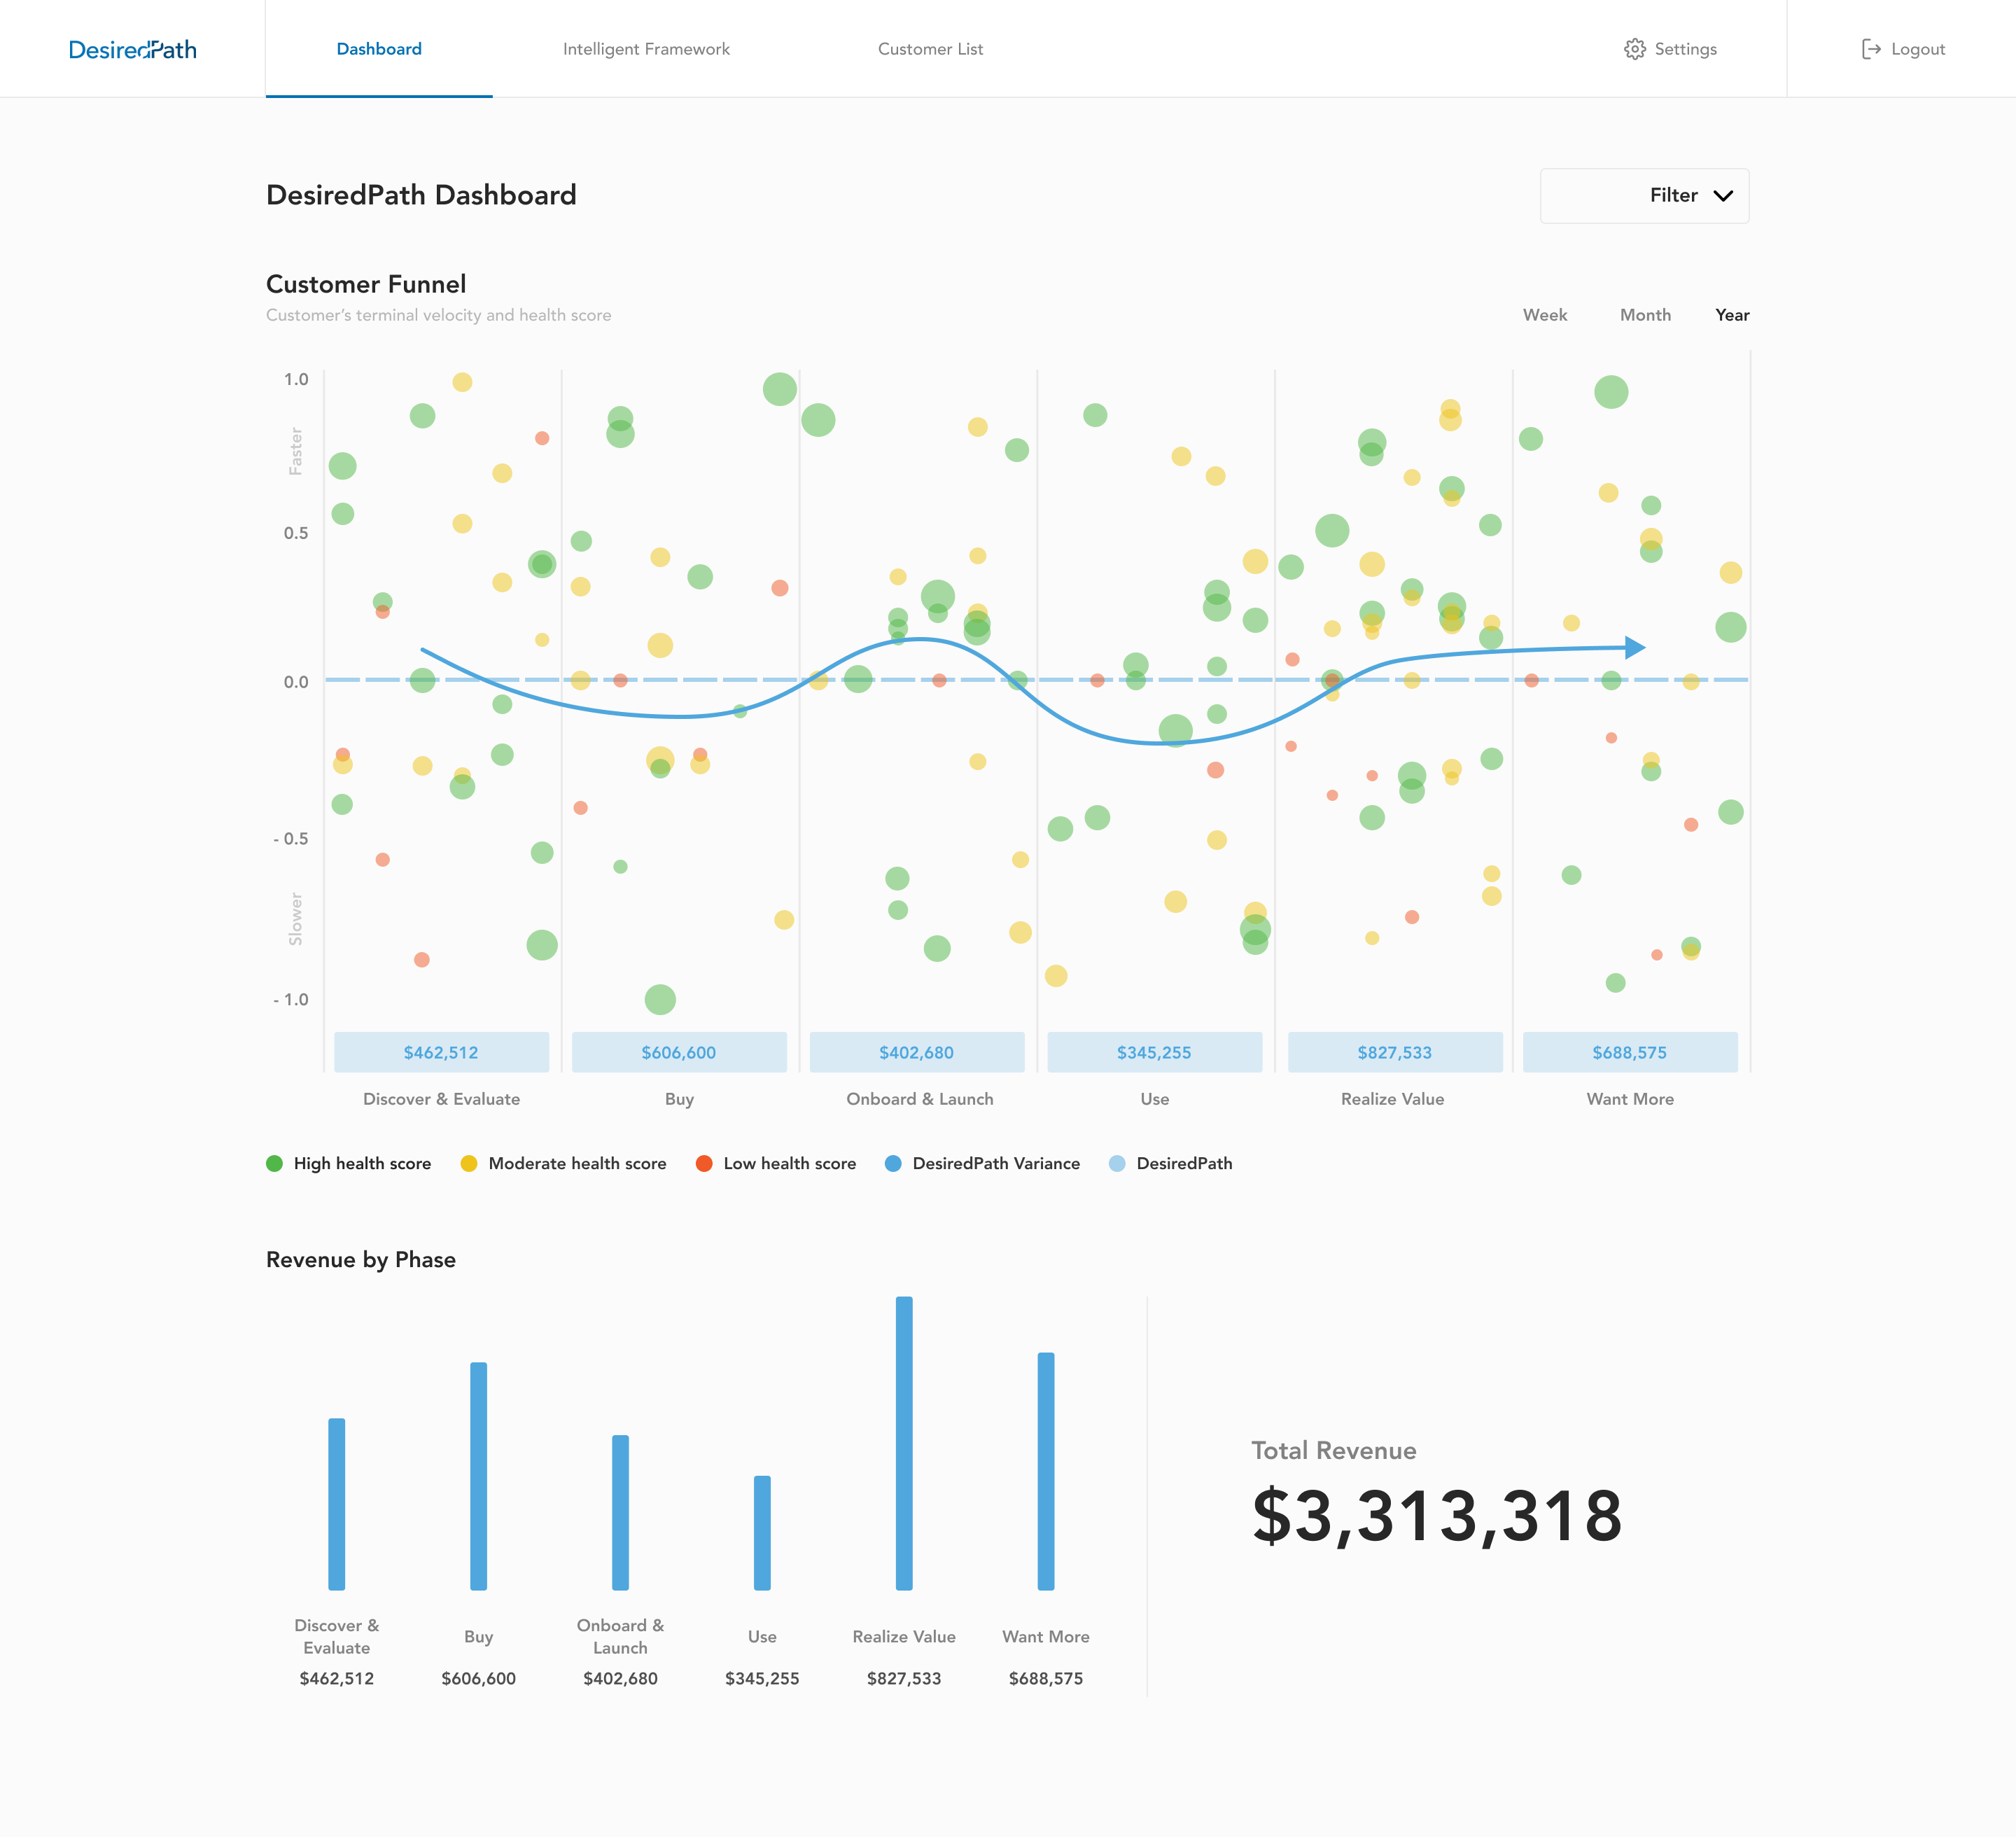 DesiredPath
Dashboard
Intelligent Framework
Customer List
Settings
Logout
DesiredPath Dashboard
Filter
Customer Funnel
Customer's terminal velocity and health score
Week
Month
Year
1.0
Faster
0.5
0.0
- 0.5
Slower
- 1.0
$462,512
$606,600
$402,680
$345,255
$827,533
$688,575
Discover & Evaluate
Buy
Onboard & Launch
Use
Realize Value
Want More
High health score
Moderate health score
Low health score
DesiredPath Variance
DesiredPath
Revenue by Phase
Discover &
Evaluate
$462,512
Buy
$606,600
Onboard &
Launch
$402,680
Use
$345,255
Realize Value
$827,533
Want More
$688,575
Total Revenue
$3,313,318